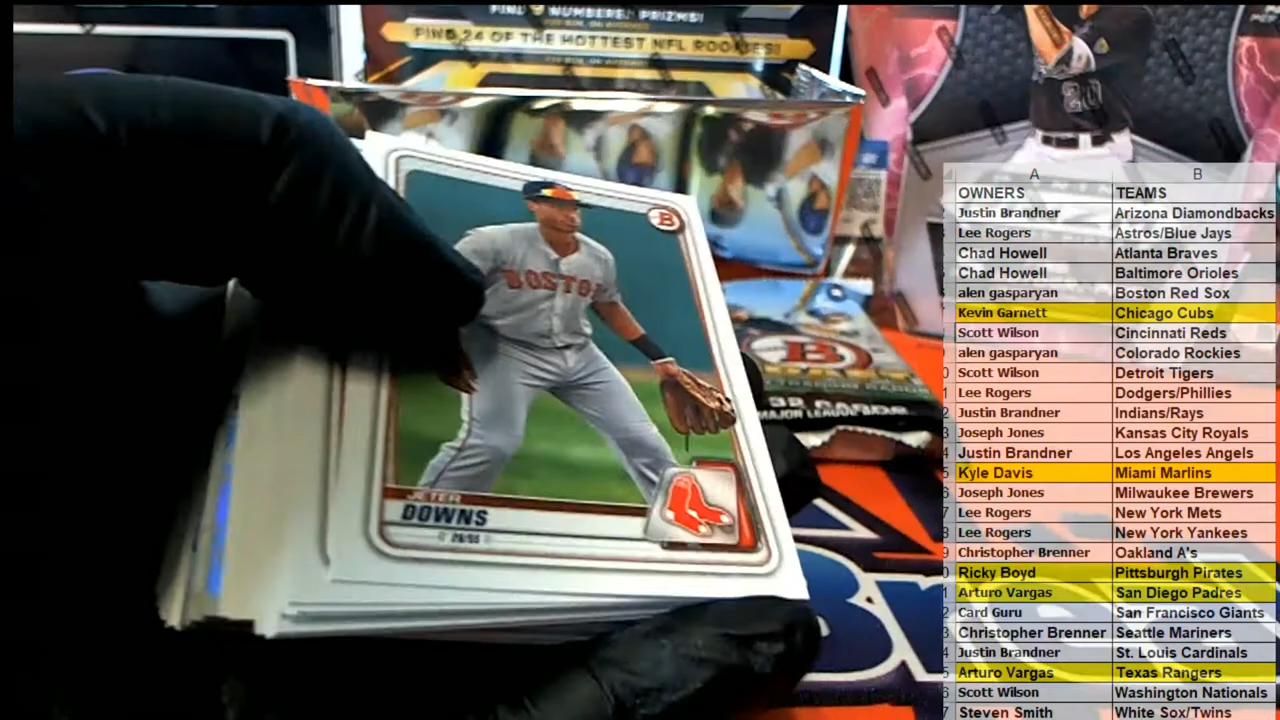 FIND 24 OF THE HOTTEST NFL ROOKIES!
20
B
BOSTON
JETER
DOWNS
B
32 CARDS
A B
OWNERS TEAMS
Justin Brandner Arizona Diamondbacks
Lee Rogers Astros/Blue Jays
Chad Howell Atlanta Braves
Chad Howell Baltimore Orioles
alen gasparyan Boston Red Sox
Kevin Garnett Chicago Cubs
Scott Wilson Cincinnati Reds
alen gasparyan Colorado Rockies
Scott Wilson Detroit Tigers
Lee Rogers Dodgers/Phillies
Justin Brandner Indians/Rays
Joseph Jones Kansas City Royals
Justin Brandner Los Angeles Angels
Kyle Davis Miami Marlins
Joseph Jones Milwaukee Brewers
Lee Rogers New York Mets
Lee Rogers New York Yankees
Christopher Brenner Oakland A's
Ricky Boyd Pittsburgh Pirates
Arturo Vargas San Diego Padres
Card Guru San Francisco Giants
Christopher Brenner Seattle Mariners
Justin Brandner St. Louis Cardinals
Arturo Vargas Texas Rangers
Scott Wilson Washington Nationals
Steven Smith White Sox/Twins